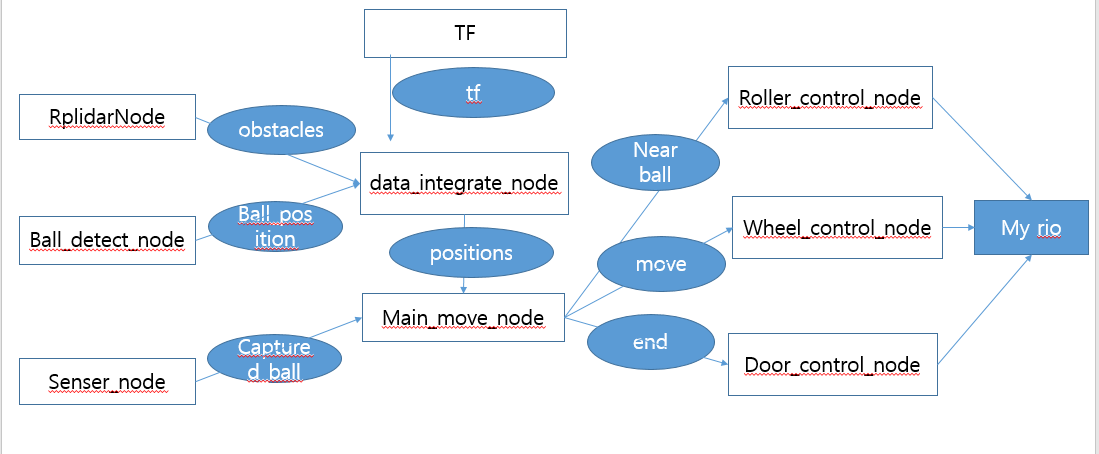 TF
tf
RplidarNode
obstacles
Roller_control_node
Near
ball
data_integrate_node
Ball_pos
ition
Ball_detect_node
positions
Wheel_control_node
My rio
move
Main_move_node
end
Capture
d_ball
Senser_node
Door_control_node